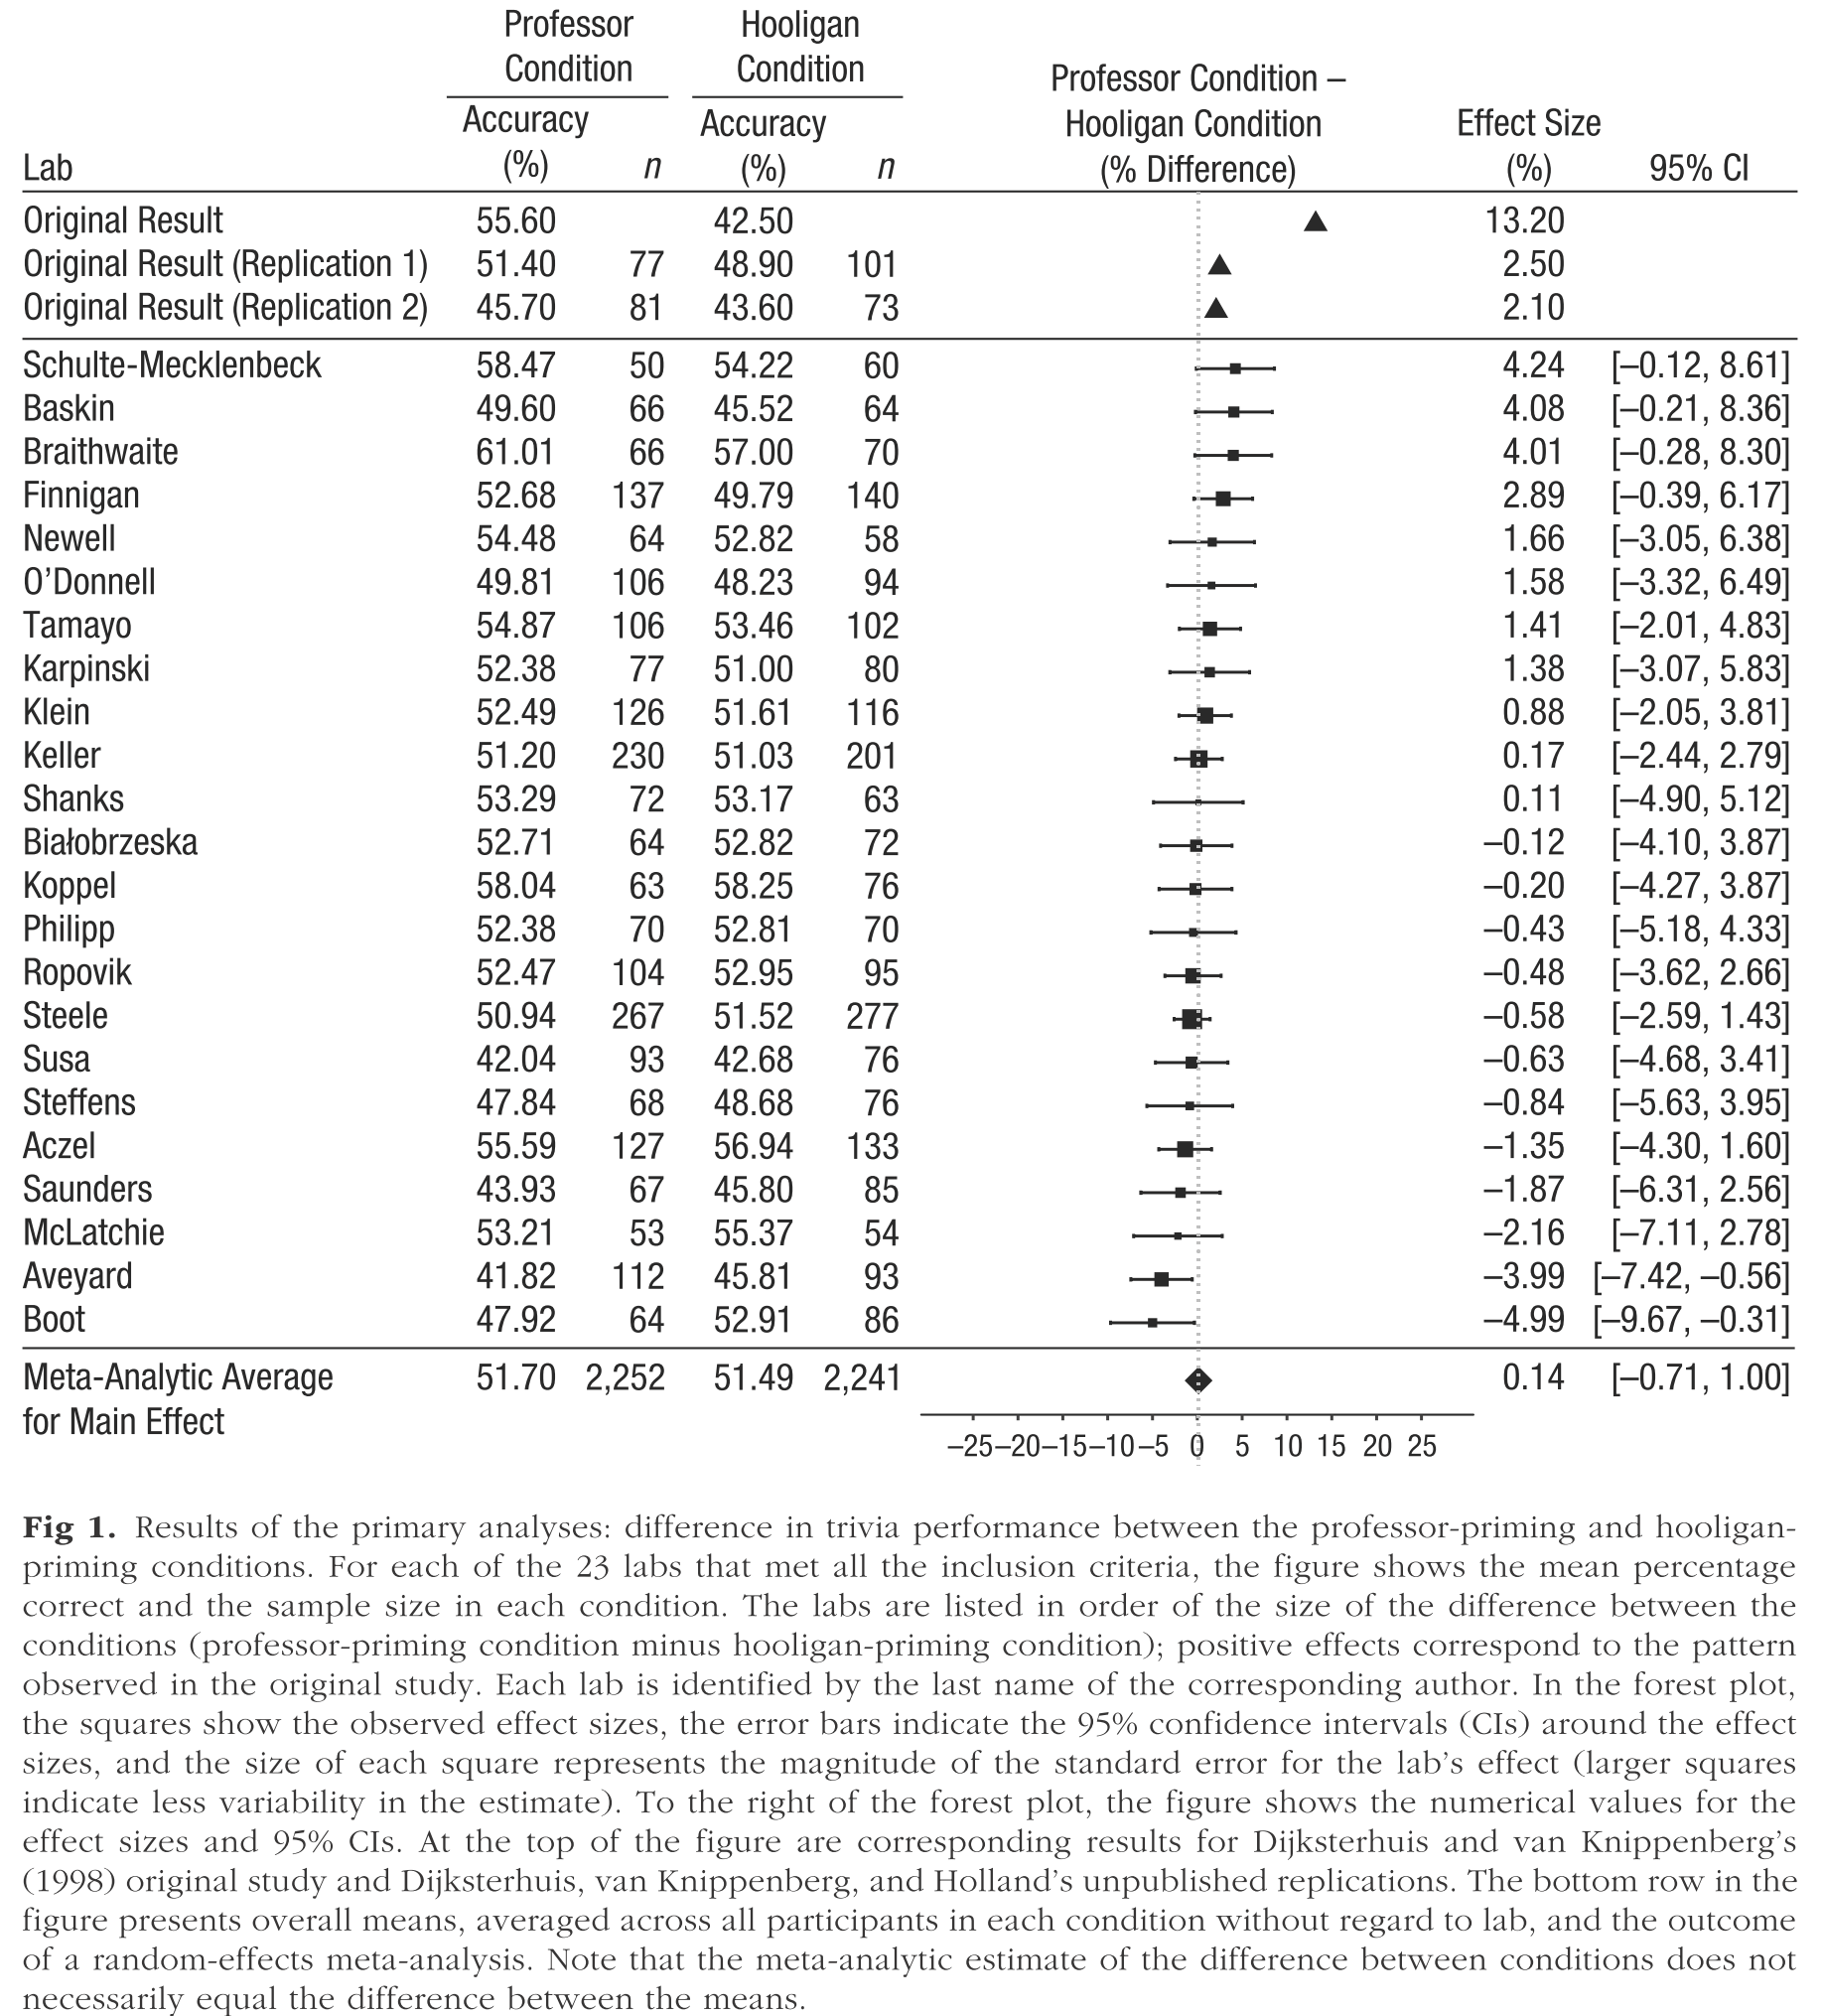 Professor Condition Hooligan Condition
Professor Condition – Hooligan Condition (% Difference)
Lab Accuracy (%) n Accuracy (%) n Effect Size (%) 95% CI
Original Result 55.60 42.50 13.20
Original Result (Replication 1) 51.40 77 48.90 101 2.50
Original Result (Replication 2) 45.70 81 43.60 73 2.10
Schulte-Mecklenbeck 58.47 50 54.22 60 4.24 [–0.12, 8.61]
Baskin 49.60 66 45.52 64 4.08 [–0.21, 8.36]
Braithwaite 61.01 66 57.00 70 4.01 [–0.28, 8.30]
Finnigan 52.68 137 49.79 140 2.89 [–0.39, 6.17]
Newell 54.48 64 52.82 58 1.66 [–3.05, 6.38]
O’Donnell 49.81 106 48.23 94 1.58 [–3.32, 6.49]
Tamayo 54.87 106 53.46 102 1.41 [–2.01, 4.83]
Karpinski 52.38 77 51.00 80 1.38 [–3.07, 5.83]
Klein 52.49 126 51.61 116 0.88 [–2.05, 3.81]
Keller 51.20 230 51.03 201 0.17 [–2.44, 2.79]
Shanks 53.29 72 53.17 63 0.11 [–4.90, 5.12]
Białobrzeska 52.71 64 52.82 72 –0.12 [–4.10, 3.87]
Koppel 58.04 63 58.25 76 –0.20 [–4.27, 3.87]
Philipp 52.38 70 52.81 70 –0.43 [–5.18, 4.33]
Ropovik 52.47 104 52.95 95 –0.48 [–3.62, 2.66]
Steele 50.94 267 51.52 277 –0.58 [–2.59, 1.43]
Susa 42.04 93 42.68 76 –0.63 [–4.68, 3.41]
Steffens 47.84 68 48.68 76 –0.84 [–5.63, 3.95]
Aczel 55.59 127 56.94 133 –1.35 [–4.30, 1.60]
Saunders 43.93 67 45.80 85 –1.87 [–6.31, 2.56]
McLatchie 53.21 53 55.37 54 –2.16 [–7.11, 2.78]
Aveyard 41.82 112 45.81 93 –3.99 [–7.42, –0.56]
Boot 47.92 64 52.91 86 –4.99 [–9.67, –0.31]
Meta-Analytic Average 51.70 2,252 51.49 2,241 0.14 [–0.71, 1.00]
for Main Effect
–25 –20 –15 –10 –5 0 5 10 15 20 25
Fig 1. Results of the primary analyses: difference in trivia performance between the professor-priming and hooligan-
priming conditions. For each of the 23 labs that met all the inclusion criteria, the figure shows the mean percentage
correct and the sample size in each condition. The labs are listed in order of the size of the difference between the
conditions (professor-priming condition minus hooligan-priming condition); positive effects correspond to the pattern
observed in the original study. Each lab is identified by the last name of the corresponding author. In the forest plot,
the squares show the observed effect sizes, the error bars indicate the 95% confidence intervals (CIs) around the effect
sizes, and the size of each square represents the magnitude of the standard error for the lab’s effect (larger squares
indicate less variability in the estimate). To the right of the forest plot, the figure shows the numerical values for the
effect sizes and 95% CIs. At the top of the figure are corresponding results for Dijksterhuis and van Knippenberg’s
(1998) original study and Dijksterhuis, van Knippenberg, and Holland’s unpublished replications. The bottom row in the
figure presents overall means, averaged across all participants in each condition without regard to lab, and the outcome
of a random-effects meta-analysis. Note that the meta-analytic estimate of the difference between conditions does not
necessarily equal the difference between the means.